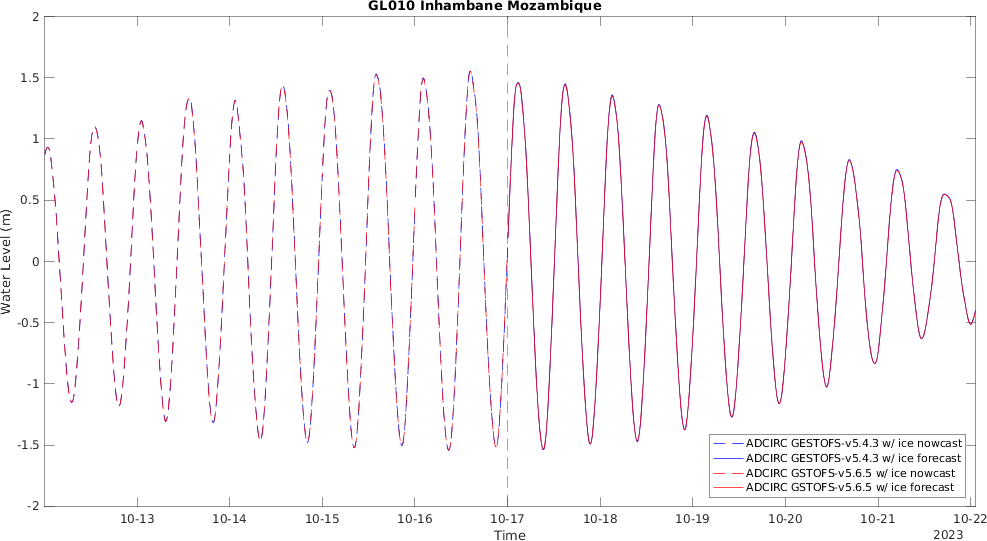 GL010 Inhambane Mozambique
2
1.5
1
0.5
0
-0.5
-1
-1.5
-2
Water Level (m)
10-13 10-14 10-15 10-16 10-17 10-18 10-19 10-20 10-21 10-22
Time
2023
ADCIRC GESTOFS-v5.4.3 w/ ice nowcast
ADCIRC GESTOFS-v5.4.3 w/ ice forecast
ADCIRC GSTOFS-v5.6.5 w/ ice nowcast
ADCIRC GSTOFS-v5.6.5 w/ ice forecast